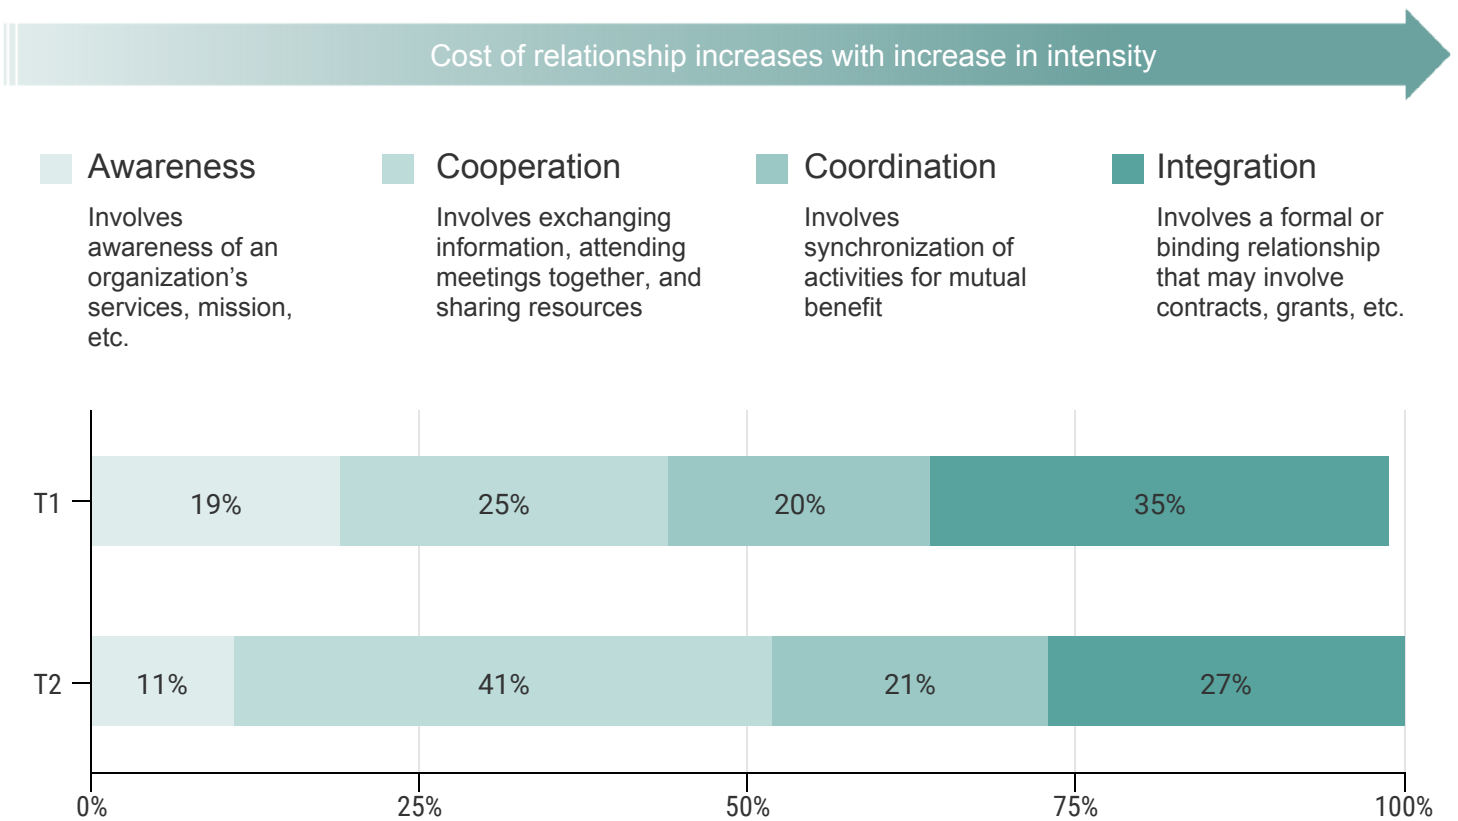 Cost of relationship increases with increase in intensity
Awareness
Involves
awareness of an
organization’s
services, mission,
etc.
Cooperation
Involves exchanging
information, attending
meetings together, and
sharing resources
Coordination
Involves
synchronization of
activities for mutual
benefit
Integration
Involves a formal or
binding relationship
that may involve
contracts, grants, etc.
T1
19%
25%
20%
35%
T2
11%
41%
21%
27%
0%
25%
50%
75%
100%